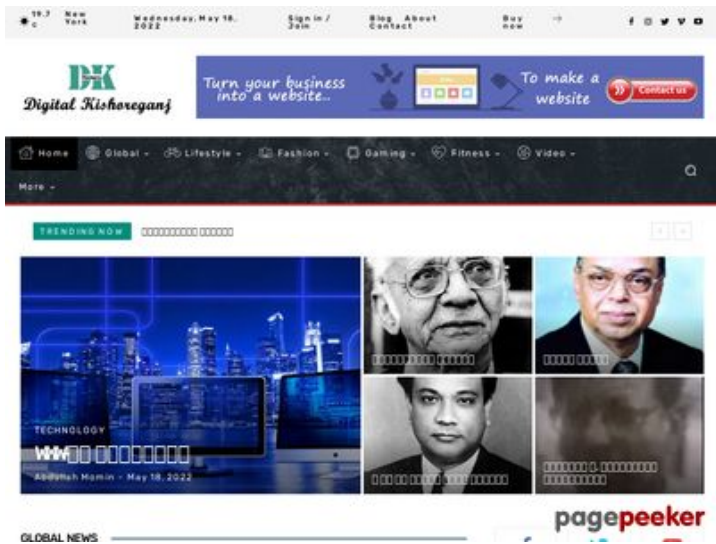 19.7 New York
c
Wednesday, May 18, 2022
Sign in / Join
Blog About Contact
Buy now
DK
Digital Kishoreganj
Turn your business into a website..
To make a website
Contact us
Home Global Lifestyle Fashion Gaming Fitness Video
More
TRENDING NOW
TECHNOLOGY
WWW
Abdullah Momin - May 18, 2022
GLOBAL NEWS
pagepeeker